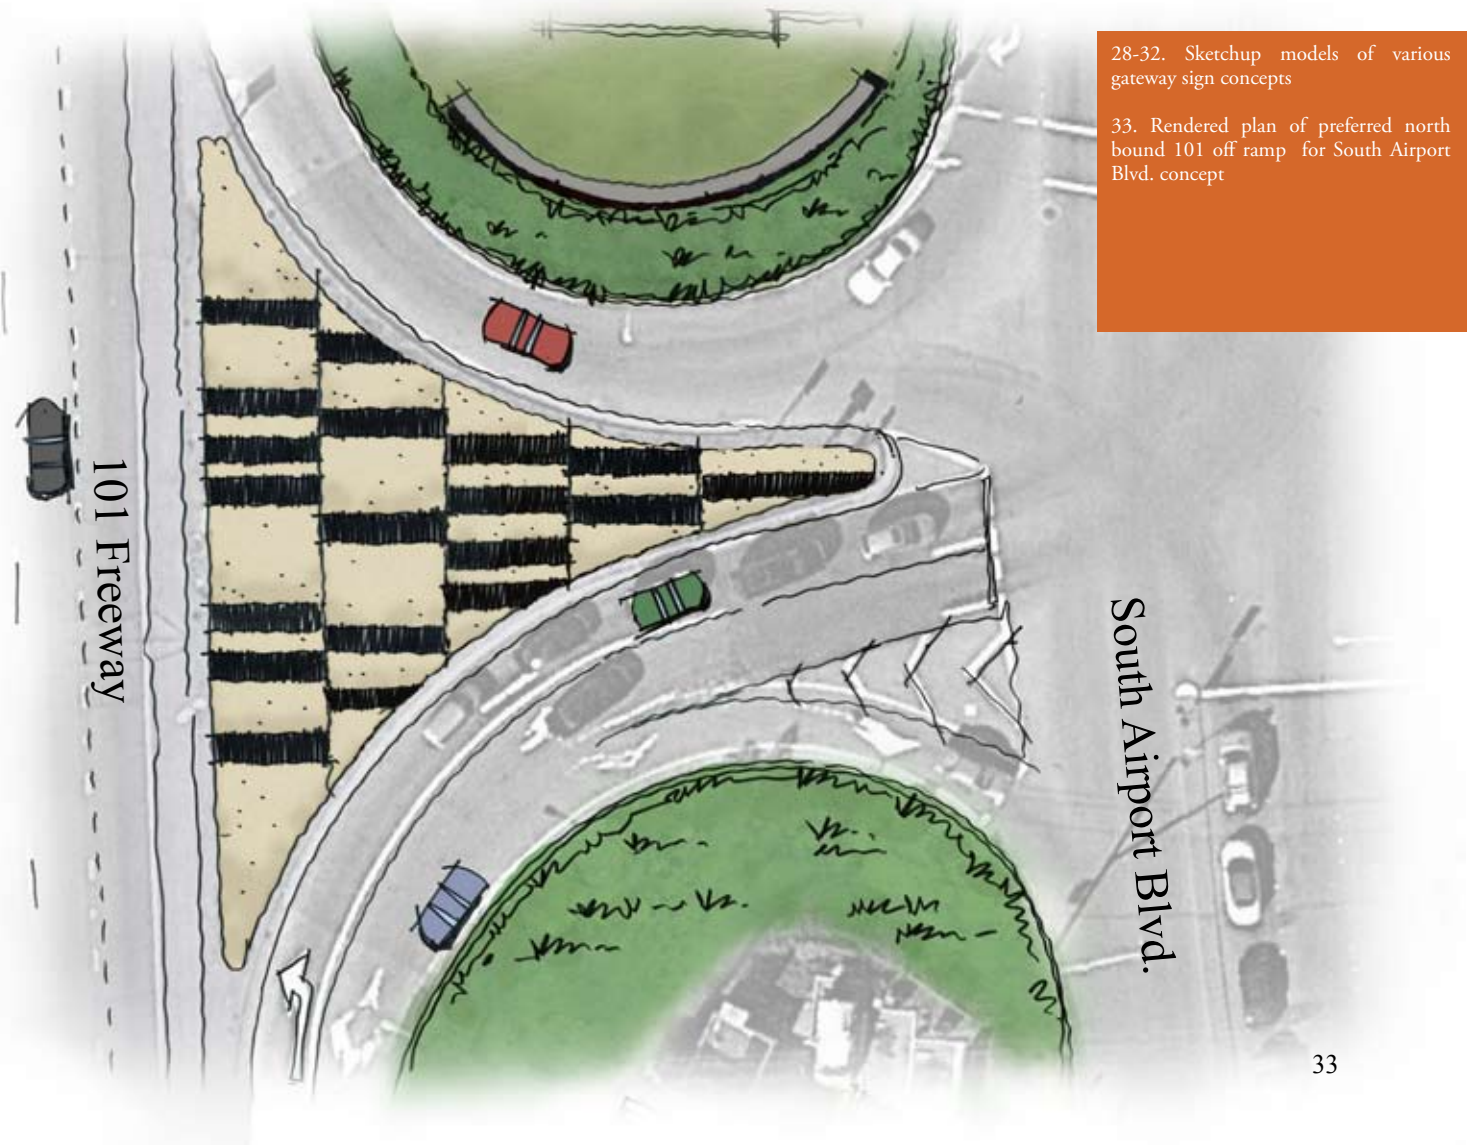 28-32. Sketchup models of various
gateway sign concepts
33. Rendered plan of preferred north
bound 101 off ramp for South Airport
Blvd. concept
101 Freeway
South Airport Blvd.
33